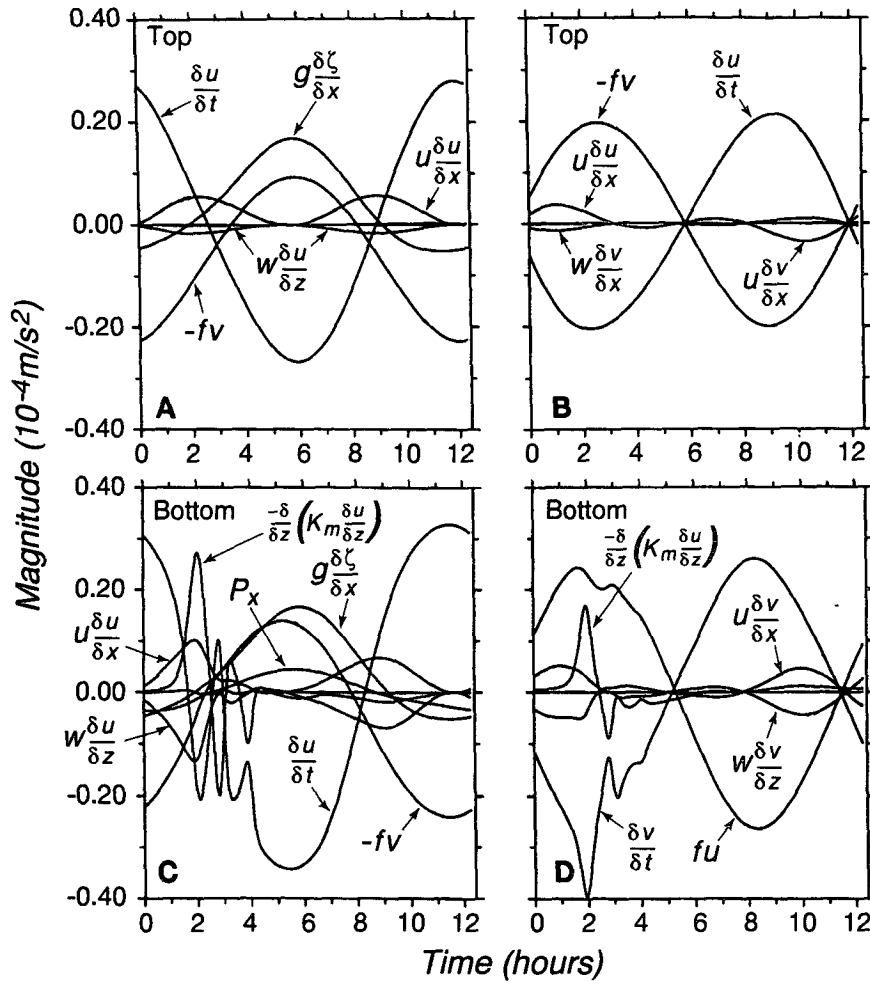 Magnitude (10⁻⁴m/s²)
0.40
0.20
0.00
-0.20
-0.40
Top
δu/δt
g δζ/δx
u δu/δx
w δu/δz
-fv
A
0 2 4 6 8 10 12
Top
-fv
δu/δt
u δu/δx
w δv/δx
u δv/δx
B
0 2 4 6 8 10 12
0.40
0.20
0.00
-0.20
-0.40
Bottom
-δ/δz (Kₘ δu/δz)
g δζ/δx
Pₓ
u δu/δx
w δu/δz
δu/δt
-fv
C
0 2 4 6 8 10 12
Bottom
-δ/δz (Kₘ δu/δz)
u δv/δx
w δv/δz
δv/δt
fu
D
0 2 4 6 8 10 12
Time (hours)